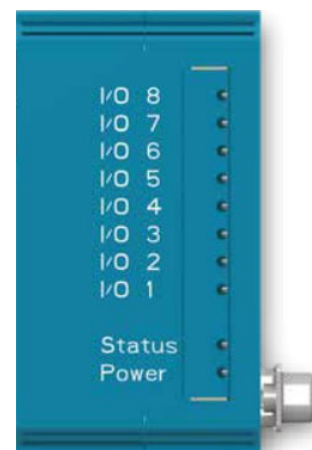 I/O 8
I/O 7
I/O 6
I/O 5
I/O 4
I/O 3
I/O 2
I/O 1
Status
Power